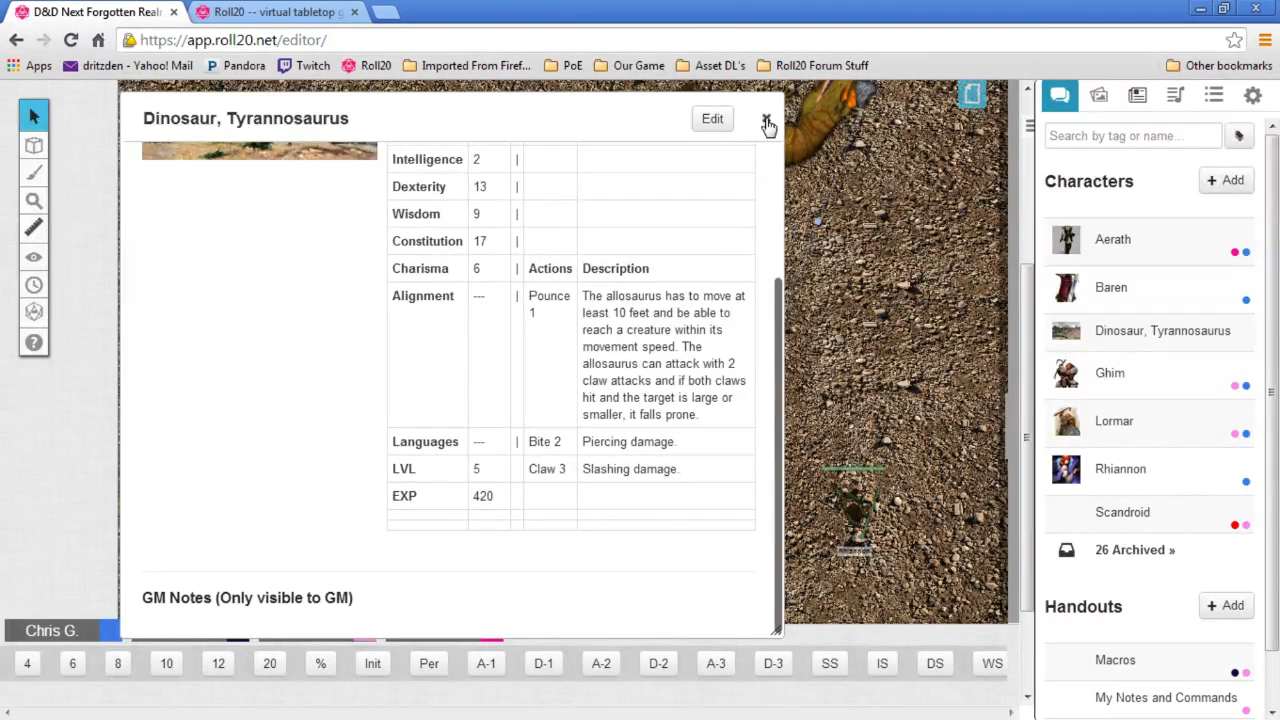 D&D Next Forgotten Real
Roll20 -- virtual tabletop
https://app.roll20.net/editor/
Apps
dritzden - Yahoo! Mail
Pandora
Twitch
Roll20
Imported From Firef...
PoE
Our Game
Asset DL's
Roll20 Forum Stuff
Other bookmarks
Dinosaur, Tyrannosaurus
Edit
Intelligence 2 |
Dexterity 13 |
Wisdom 9 |
Constitution 17 |
Charisma 6 | Actions Description
Alignment --- | Pounce 1
The allosaurus has to move at
least 10 feet and be able to
reach a creature within its
movement speed. The
allosaurus can attack with 2
claw attacks and if both claws
hit and the target is large or
smaller, it falls prone.
Languages --- | Bite 2 Piercing damage.
LVL 5 | Claw 3 Slashing damage.
EXP 420
GM Notes (Only visible to GM)
Chris G.
4 6 8 10 12 20 % Init Per A-1 D-1 A-2 D-2 A-3 D-3 SS IS DS WS
Search by tag or name...
Characters
+ Add
Aerath
Baren
Dinosaur, Tyrannosaurus
Ghim
Lormar
Rhiannon
Scandroid
26 Archived »
Handouts
+ Add
Macros
My Notes and Commands